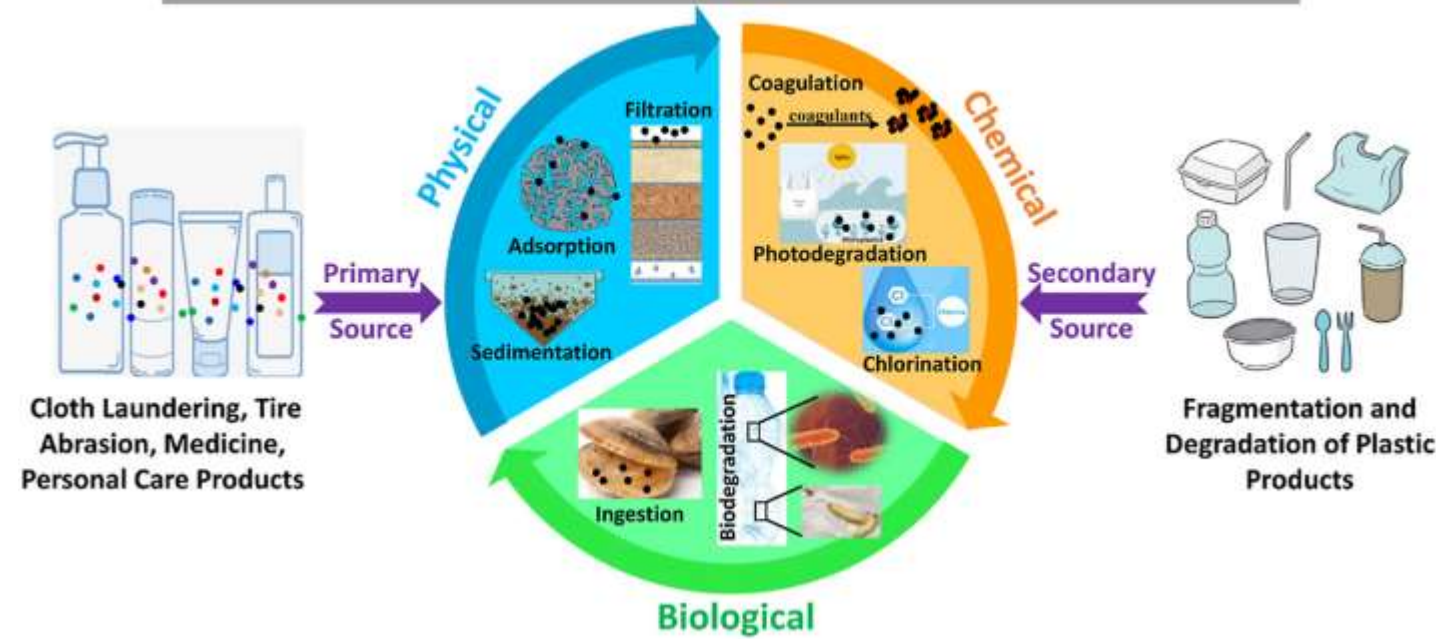 Physical
Filtration
Adsorption
Sedimentation
Coagulation
coagulants
Photodegradation
Chlorination
Chemical
Primary
Source
Cloth Laundering, Tire
Abrasion, Medicine,
Personal Care Products
Secondary
Source
Fragmentation and
Degradation of Plastic
Products
Ingestion
Biodegradation
Biological